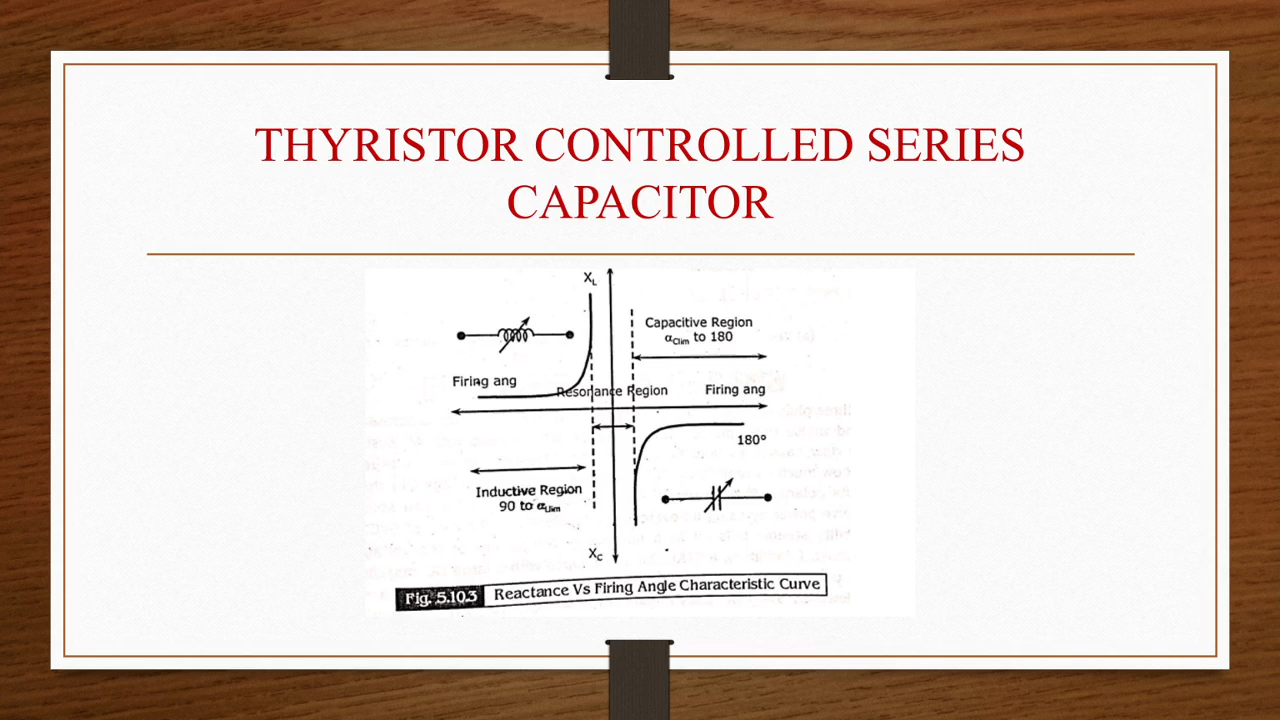 THYRISTOR CONTROLLED SERIES
CAPACITOR
X_L
Capacitive Region
α_Clim to 180
Firing ang
Resonance Region
Firing ang
180°
Inductive Region
90 to α_Llim
X_C
Fig. 5.10.3 Reactance Vs Firing Angle Characteristic Curve